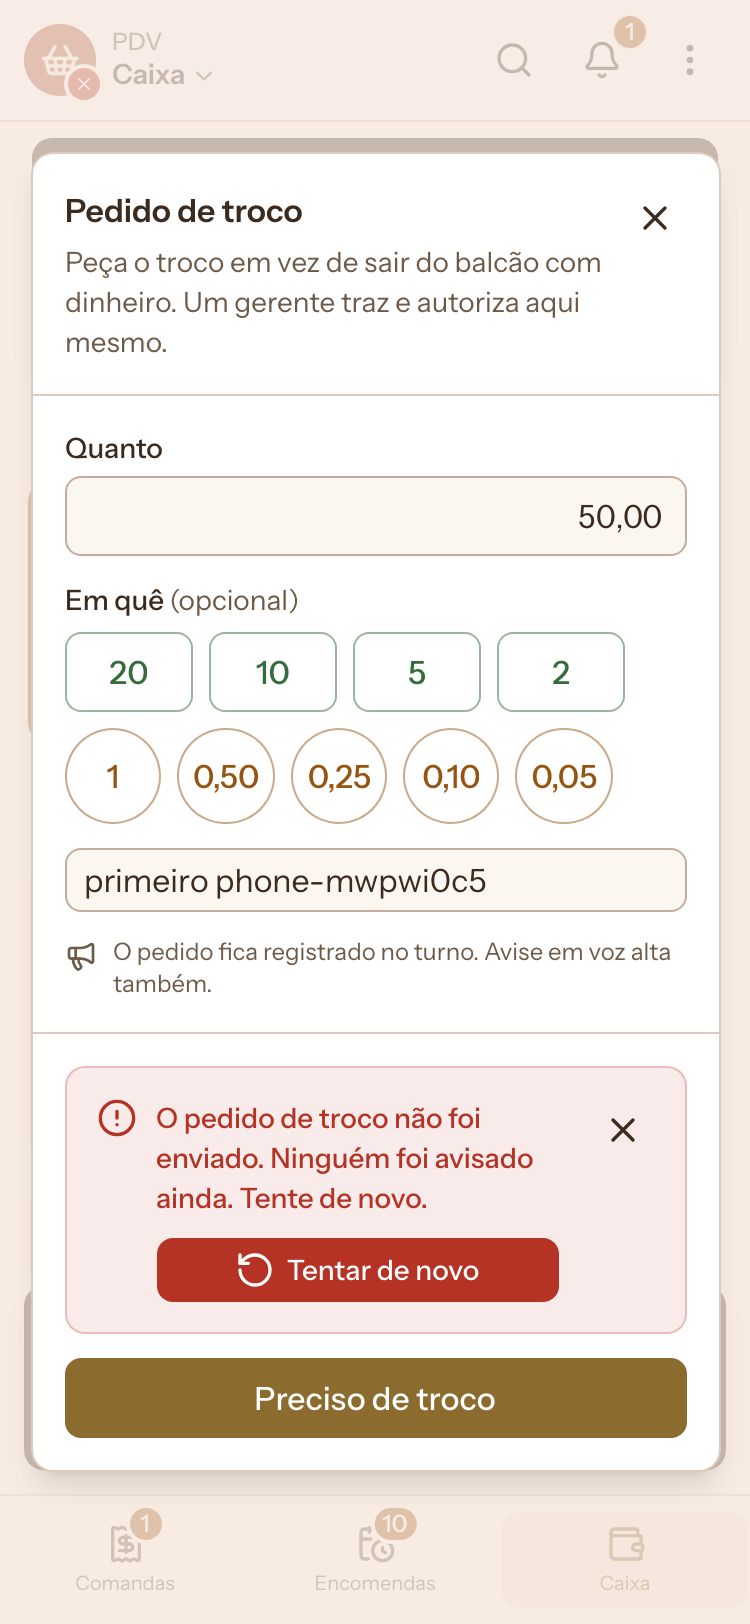 PDV
Caixa
1
Pedido de troco
Peça o troco em vez de sair do balcão com
dinheiro. Um gerente traz e autoriza aqui
mesmo.
Quanto
50,00
Em quê (opcional)
20 10 5 2
1 0,50 0,25 0,10 0,05
primeiro phone-mwpwi0c5
O pedido fica registrado no turno. Avise em voz alta
também.
O pedido de troco não foi
enviado. Ninguém foi avisado
ainda. Tente de novo.
Tentar de novo
Preciso de troco
1 10
Comandas Encomendas Caixa